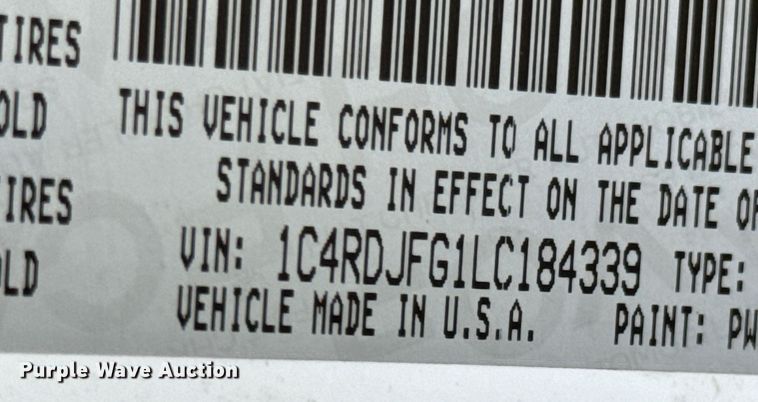 TIRES
OLD
THIS VEHICLE CONFORMS TO ALL APPLICABLE
STANDARDS IN EFFECT ON THE DATE OF
IRES
VIN: 1C4RDJFG1LC184339 TYPE:
LD
VEHICLE MADE IN U.S.A. PAINT: PW
Purple Wave Auction